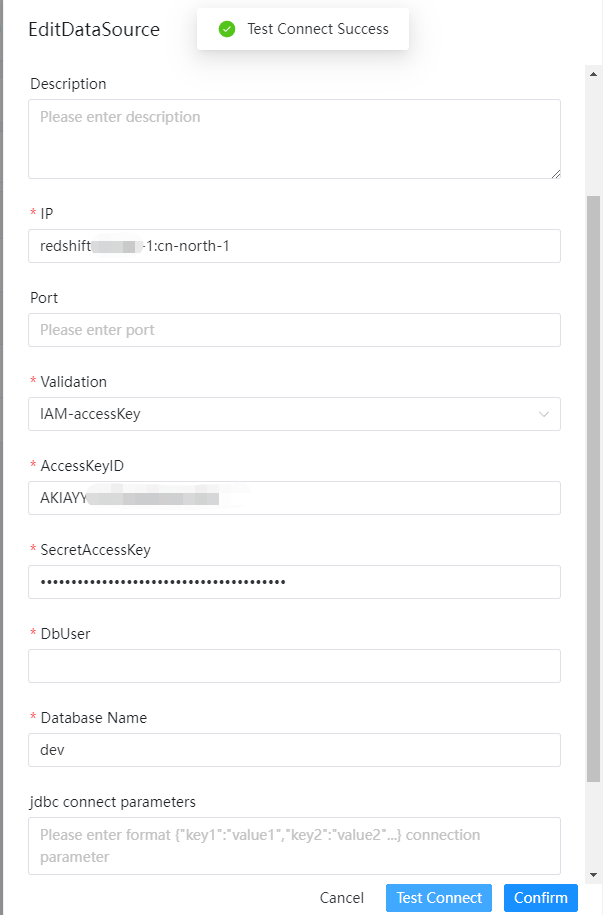 EditDataSource
Test Connect Success
Description
Please enter description
* IP
redshift -1:cn-north-1
Port
Please enter port
* Validation
IAM-accessKey
* AccessKeyID
AKIAYY
* SecretAccessKey
••••••••••••••••••••••••••••••••••••••••
* DbUser
* Database Name
dev
jdbc connect parameters
Please enter format {"key1":"value1","key2":"value2"...} connection
parameter
Cancel
Test Connect
Confirm